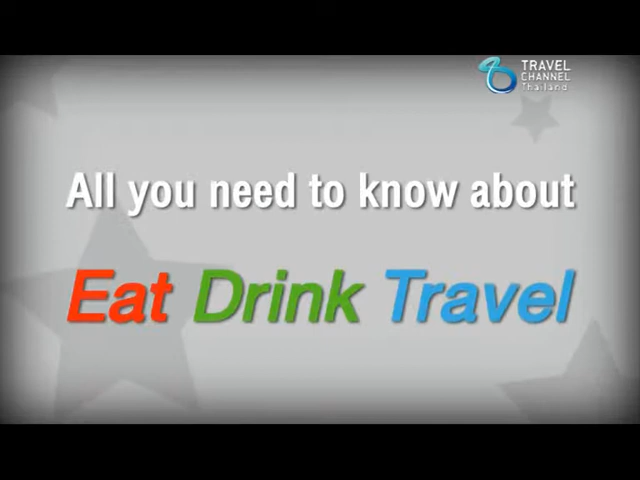 TRAVEL
CHANNEL
Thailand
All you need to know about
Eat Drink Travel